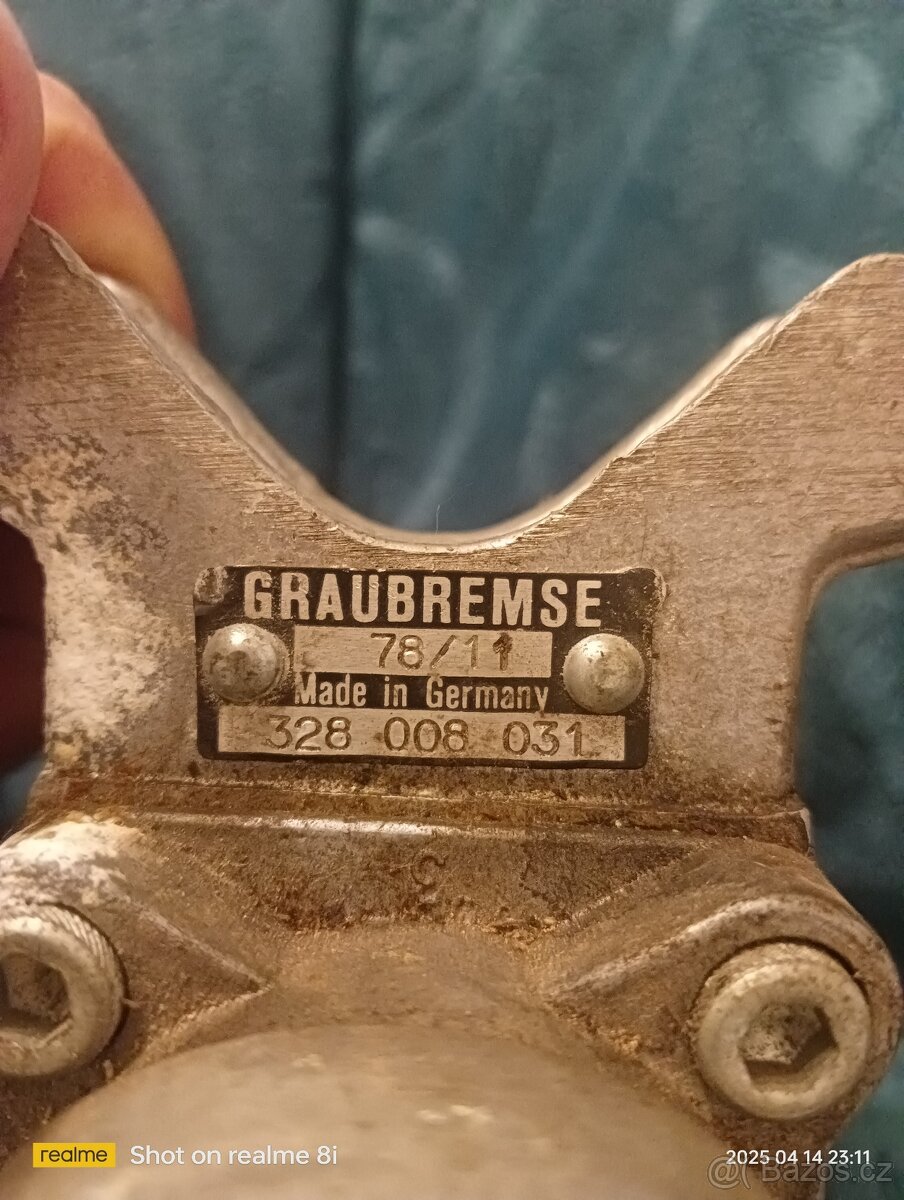 GRAUBREMSE
78/11
Made in Germany
328 008 031
C
realme Shot on realme 8i
2025 04 14 23:11
@ Bazos.cz